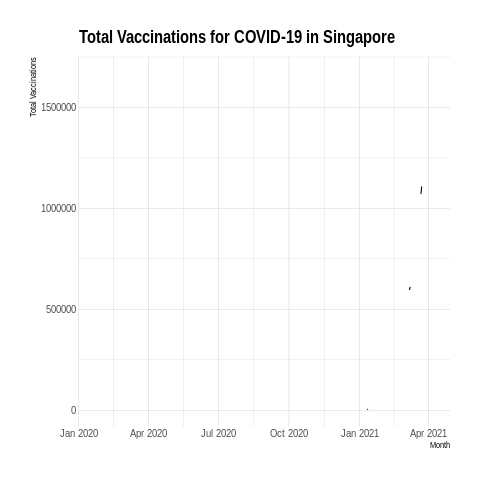 Total Vaccinations for COVID-19 in Singapore
Total Vaccinations
1500000
1000000
500000
0
Jan 2020 Apr 2020 Jul 2020 Oct 2020 Jan 2021 Apr 2021
Month